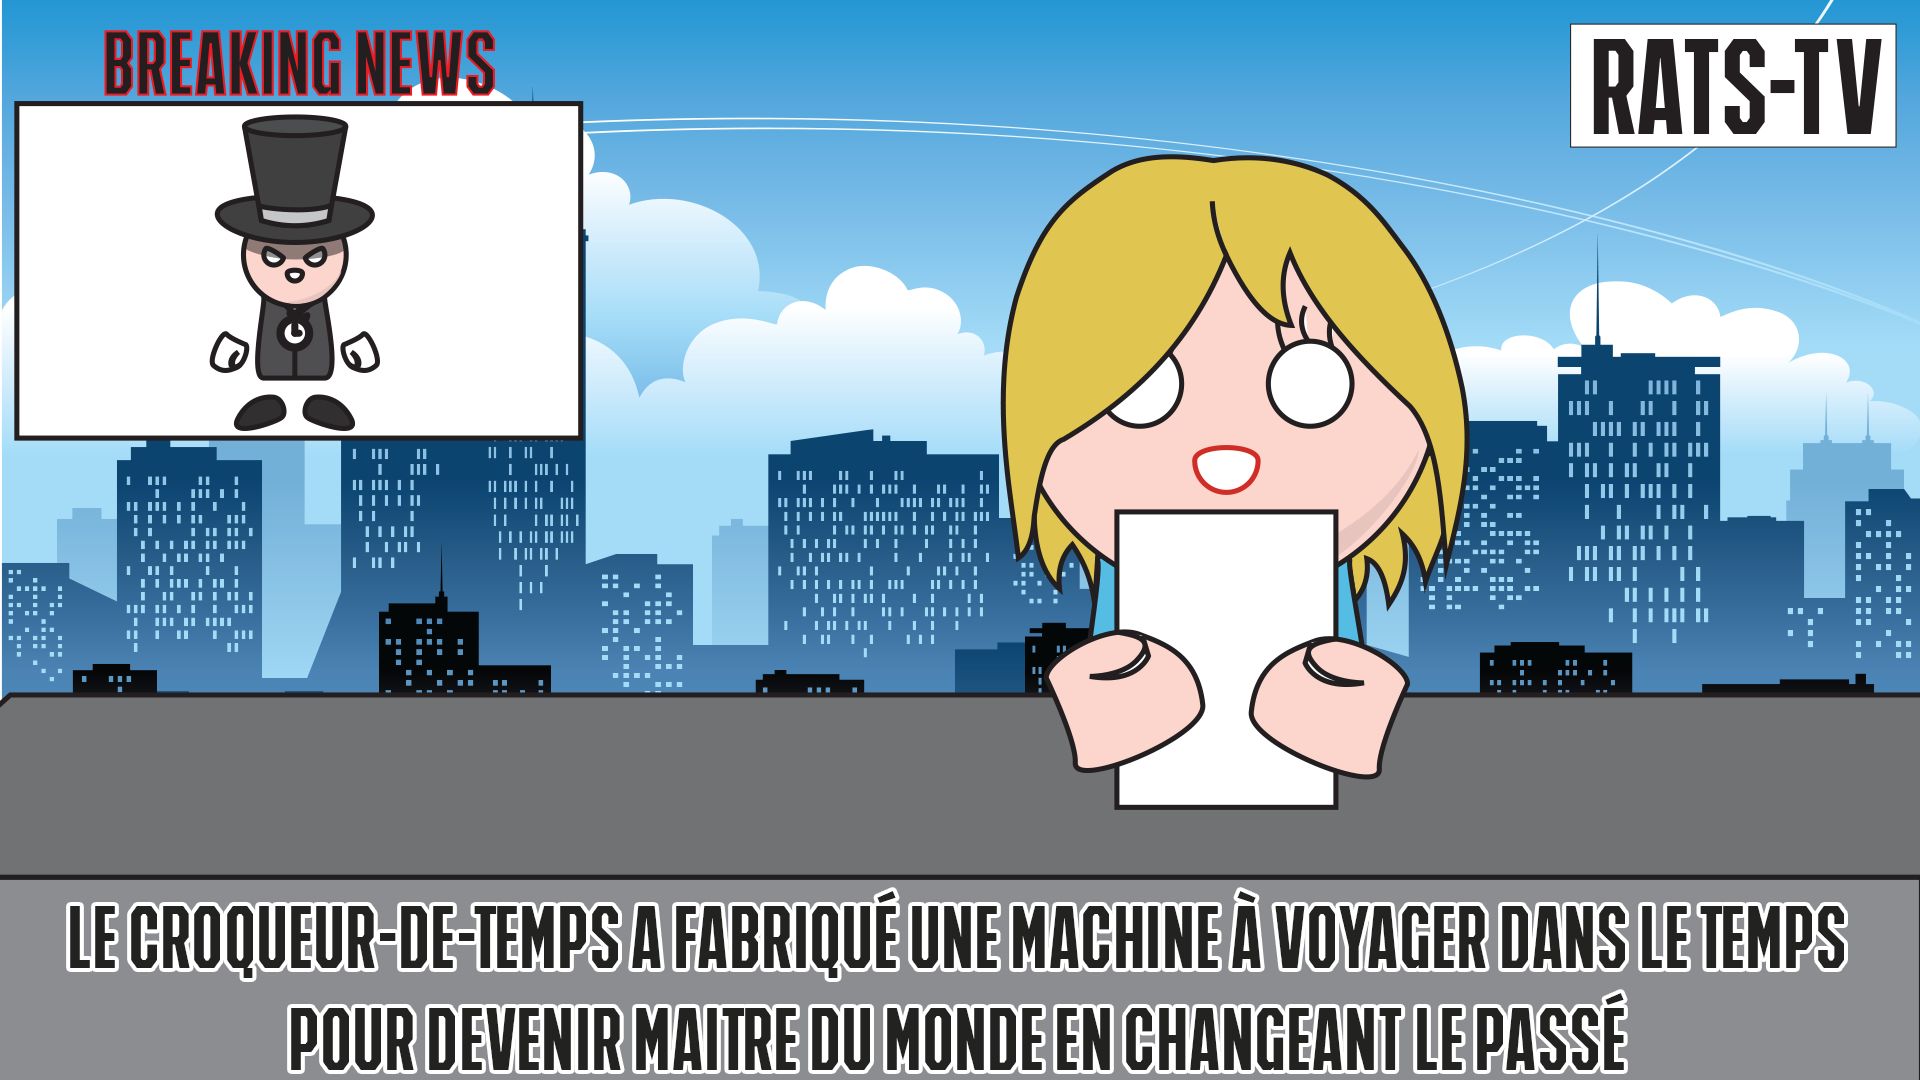 BREAKING NEWS
RATS-TV
LE CROQUEUR-DE-TEMPS A FABRIQUÉ UNE MACHINE À VOYAGER DANS LE TEMPS
POUR DEVENIR MAITRE DU MONDE EN CHANGEANT LE PASSÉ